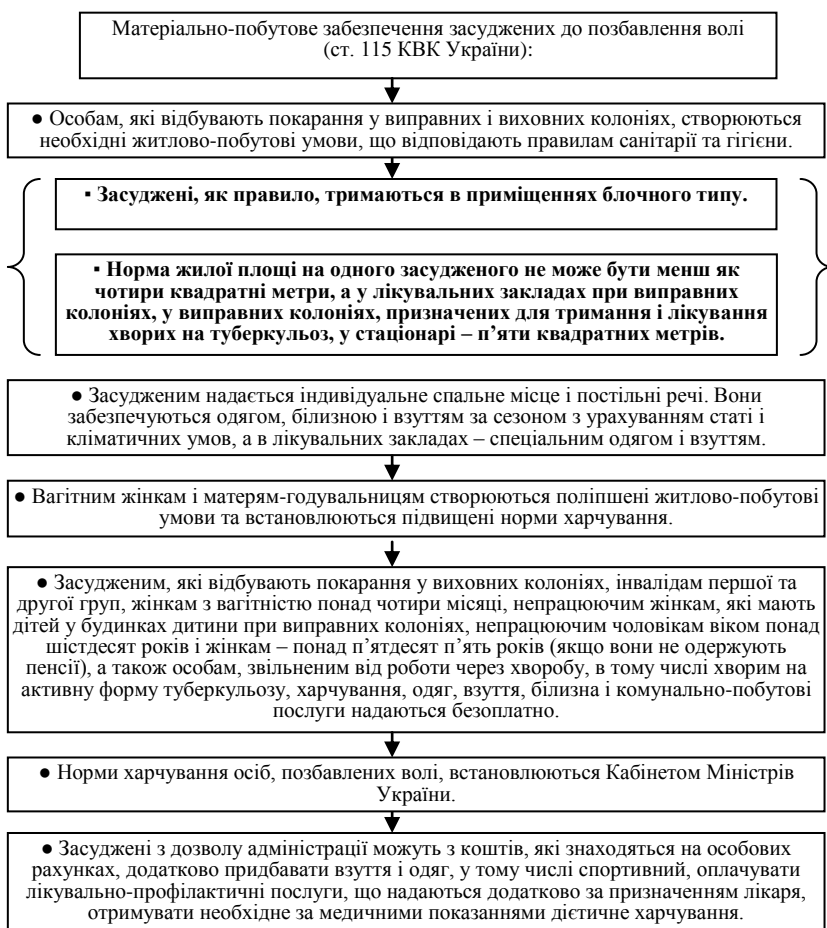 Матеріально-побутове забезпечення засуджених до позбавлення волі
(ст. 115 КВК України):
● Особам, які відбувають покарання у виправних і виховних колоніях, створюються
необхідні житлово-побутові умови, що відповідають правилам санітарії та гігієни.
▪ Засуджені, як правило, тримаються в приміщеннях блочного типу.
▪ Норма жилої площі на одного засудженого не може бути менш як
чотири квадратні метри, а у лікувальних закладах при виправних
колоніях, у виправних колоніях, призначених для тримання і лікування
хворих на туберкульоз, у стаціонарі – п’яти квадратних метрів.
● Засудженим надається індивідуальне спальне місце і постільні речі. Вони
забезпечуються одягом, білизною і взуттям за сезоном з урахуванням статі і
кліматичних умов, а в лікувальних закладах – спеціальним одягом і взуттям.
● Вагітним жінкам і матерям-годувальницям створюються поліпшені житлово-побутові
умови та встановлюються підвищені норми харчування.
● Засудженим, які відбувають покарання у виховних колоніях, інвалідам першої та
другої груп, жінкам з вагітністю понад чотири місяці, непрацюючим жінкам, які мають
дітей у будинках дитини при виправних колоніях, непрацюючим чоловікам віком понад
шістдесят років і жінкам – понад п’ятдесят п’ять років (якщо вони не одержують
пенсії), а також особам, звільненим від роботи через хворобу, в тому числі хворим на
активну форму туберкульозу, харчування, одяг, взуття, білизна і комунально-побутові
послуги надаються безоплатно.
● Норми харчування осіб, позбавлених волі, встановлюються Кабінетом Міністрів
України.
● Засуджені з дозволу адміністрації можуть з коштів, які знаходяться на особових
рахунках, додатково придбавати взуття і одяг, у тому числі спортивний, оплачувати
лікувально-профілактичні послуги, що надаються додатково за призначенням лікаря,
отримувати необхідне за медичними показаннями дієтичне харчування.